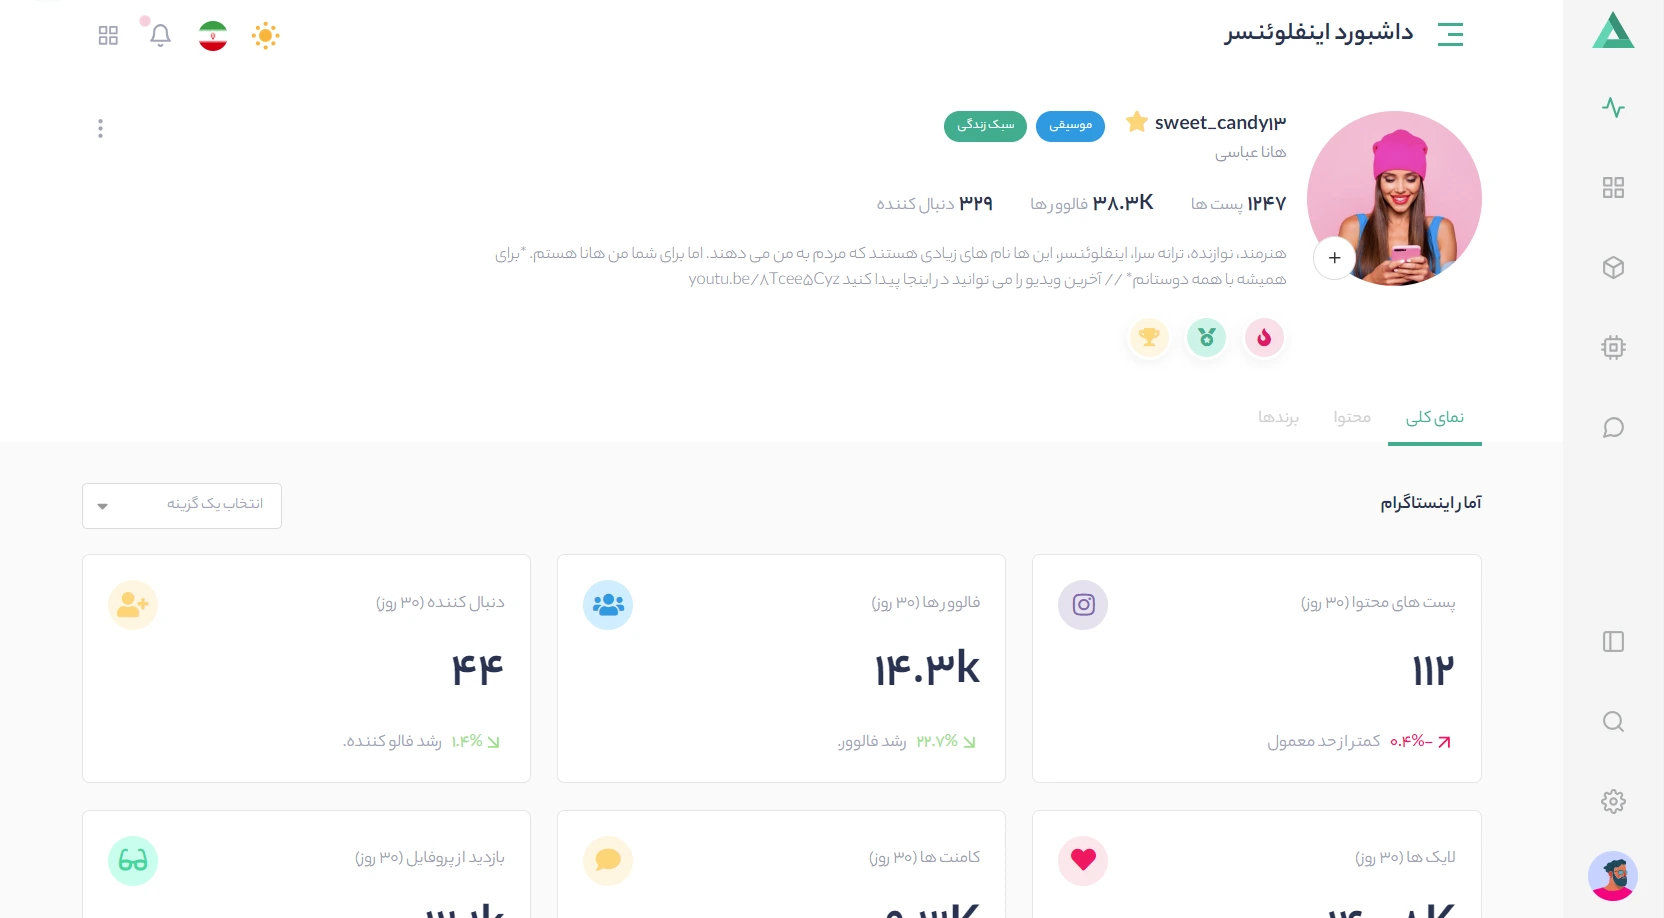 داشبورد اینفلوئنسر
sweet_candy۱۳
موسیقی
سبک زندگی
هانا عباسی
۱۲۴۷ پست ها
۳۸.۳K فالوور ها
۳۲۹ دنبال کننده
هنرمند، نوازنده، ترانه سرا، اینفلوئنسر، این ها نام های زیادی هستند که مردم به من می دهند. اما برای شما من هانا هستم. *برای
همیشه با همه دوستانم* // آخرین ویدیو را می توانید در اینجا پیدا کنید youtu.be/۸Tcee۵Cyz
نمای کلی
محتوا
برندها
آمار اینستاگرام
انتخاب یک گزینه
پست های محتوا (۳۰ روز)
۱۱۲
-۰.۴% کمتر از حد معمول
فالوور ها (۳۰ روز)
۱۴.۳k
۲۲.۷% رشد فالوور.
دنبال کننده (۳۰ روز)
۴۴
۱.۴% رشد فالو کننده.
لایک ها (۳۰ روز)
کامنت ها (۳۰ روز)
بازدید از پروفایل (۳۰ روز)